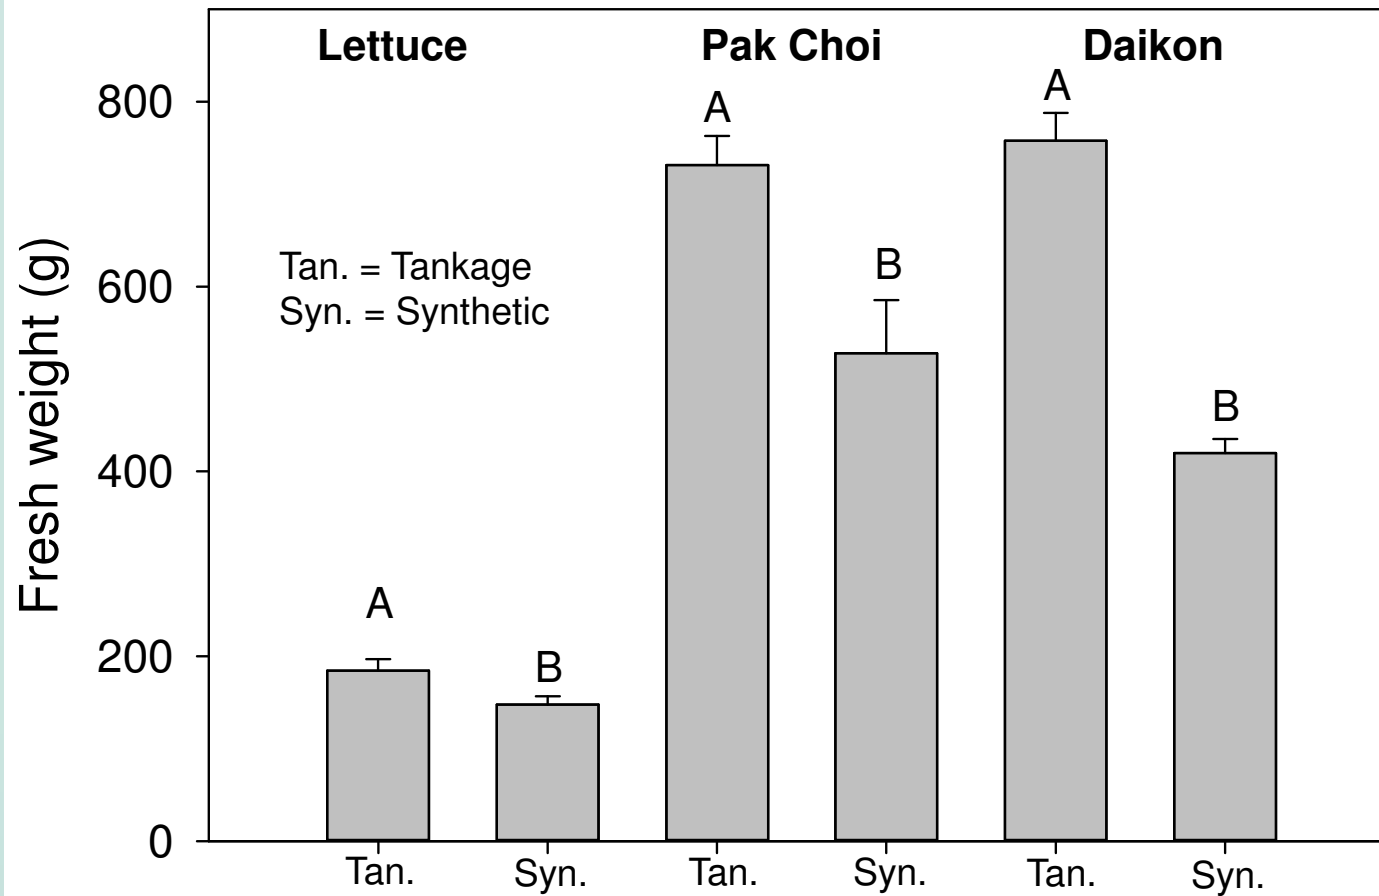 Lettuce Pak Choi Daikon
800
A
A
Tan. = Tankage
Syn. = Synthetic
600
B
Fresh weight (g)
400
B
A
200
B
0
Tan. Syn. Tan. Syn. Tan. Syn.